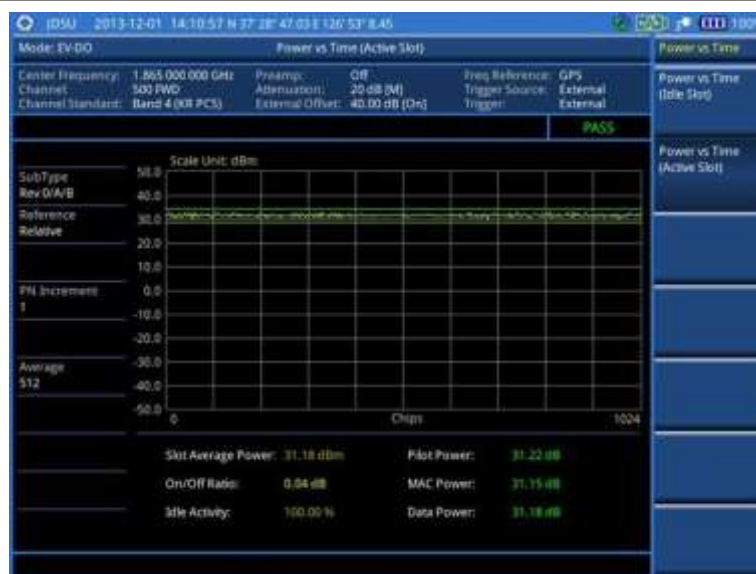 JDSU 2013-12-01 14:10:57 N 37° 28' 47.03 E 126° 53' 8.45 100%
Mode: EV-DO Power vs Time (Active Slot) Power vs Time
Center Frequency: 1.865 000 000 GHz Preamp: Off Freq Reference: GPS
Channel: 500 FWD Attenuation: 20 dB [M] Trigger Source: External
Channel Standard: Band 4 (KR PCS) External Offset: 40.00 dB [On] Trigger: External
Power vs Time
(Idle Slot)
PASS
Power vs Time
(Active Slot)
Scale Unit: dBm
SubType
Rev 0/A/B
Reference
Relative
PN Increment
1
Average
512
50.0
40.0
30.0
20.0
10.0
0.0
-10.0
-20.0
-30.0
-40.0
-50.0
0 Chips 1024
Slot Average Power: 31.18 dBm Pilot Power: 31.22 dB
On/Off Ratio: 0.04 dB MAC Power: 31.15 dB
Idle Activity: 100.00 % Data Power: 31.18 dB